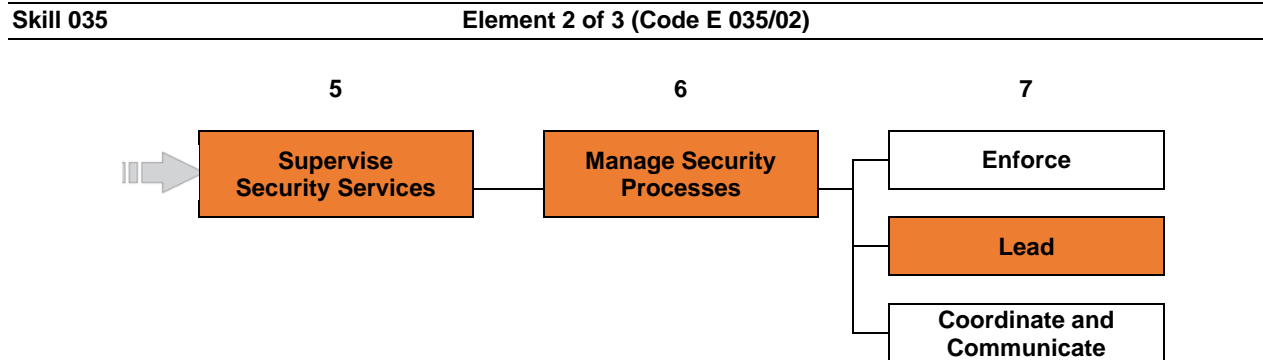 Skill 035 Element 2 of 3 (Code E 035/02)
5 6 7
Supervise
Security Services
Manage Security
Processes
Enforce
Lead
Coordinate and
Communicate